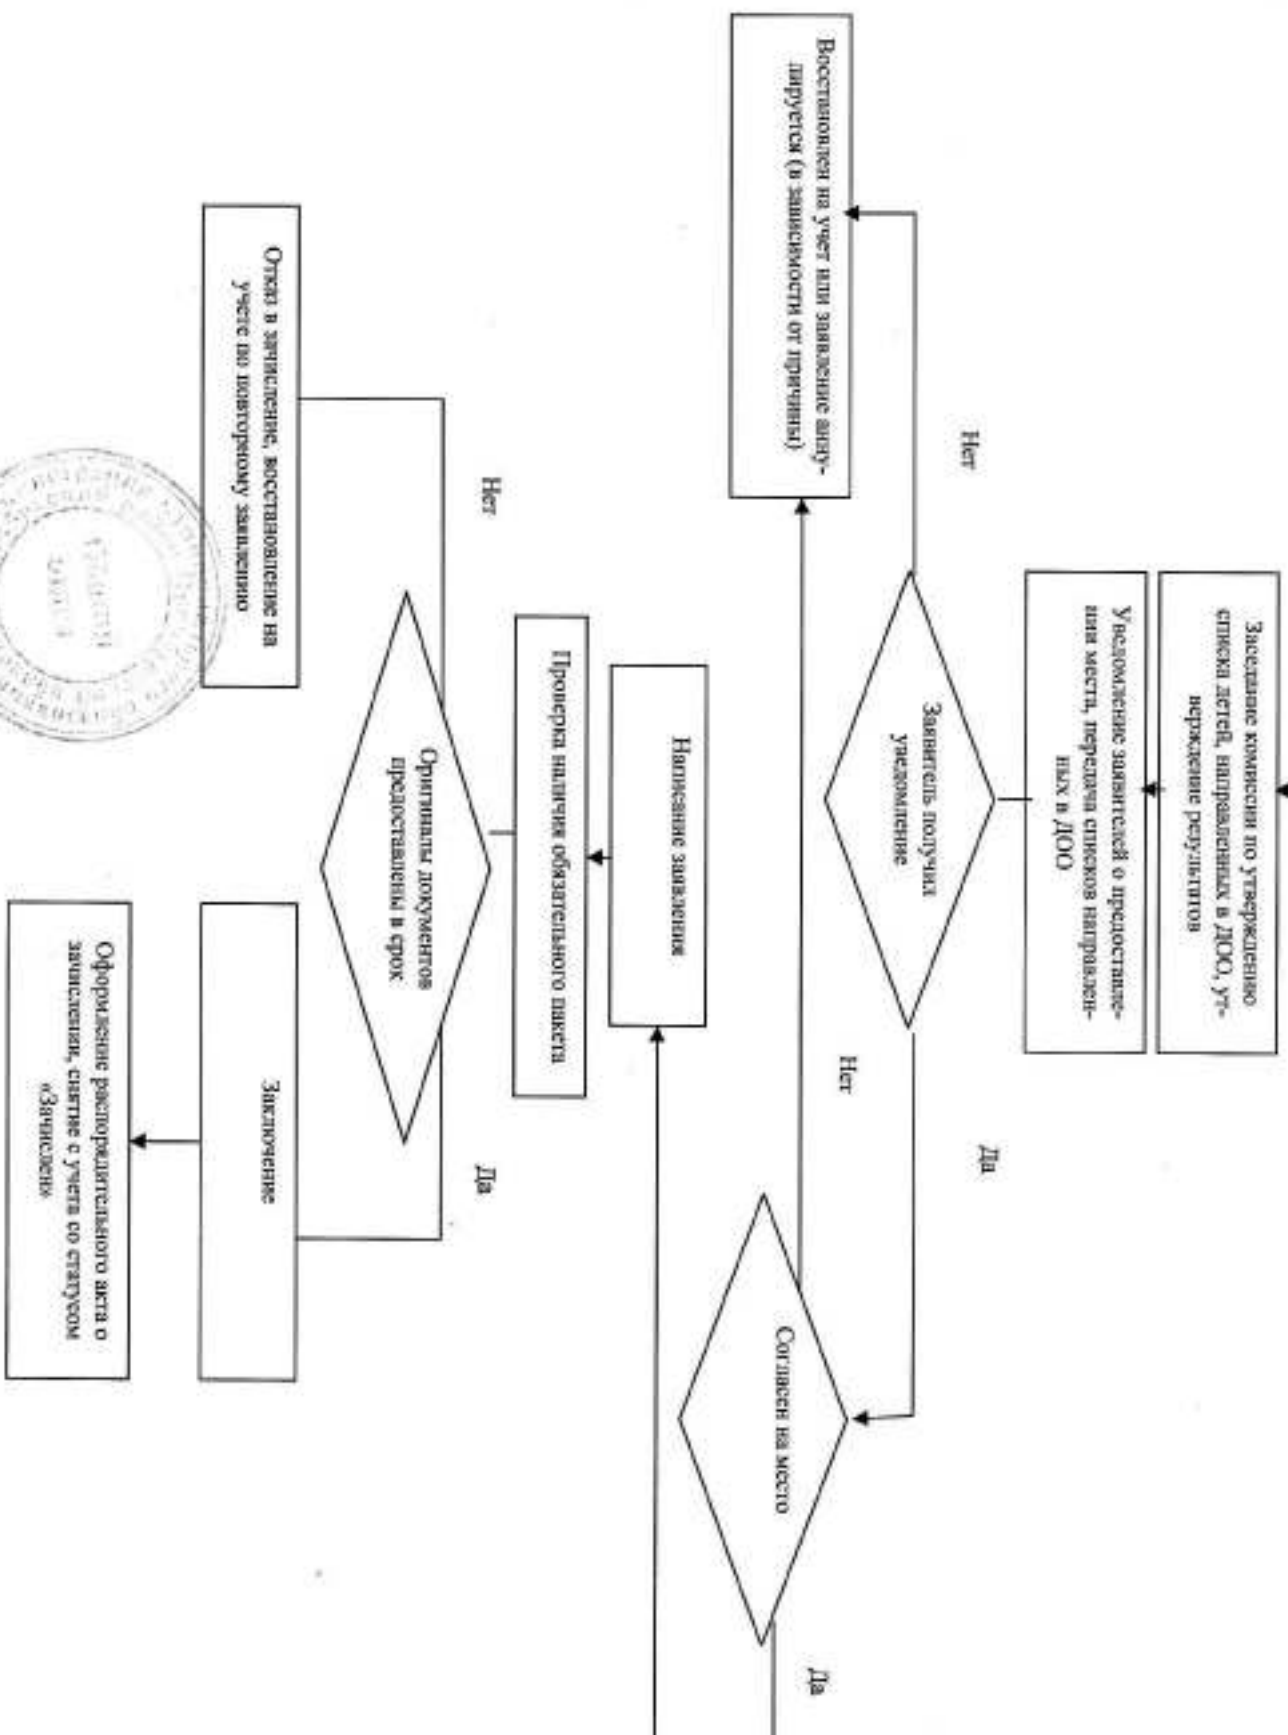 Заседание комиссии по утверждению
списка детей, направленных в ДОО, ут-
верждение результатов
Уведомление заявителей о предоставле-
нии места, передача списков направлен-
ных в ДОО
Заявитель получил
уведомление
Нет
Да
Восстановлен на учет или заявление анну-
лируется (в зависимости от причины)
Нет
Согласен на место
Да
Написание заявления
Проверка наличия обязательного пакета
Оригиналы документов
предоставлены в срок
Нет
Да
Отказ в зачисление, восстановление на
учете по повторному заявлению
Заключение
Оформление распорядительного акта о
зачислении, снятие с учета со статусом
«Зачислен»